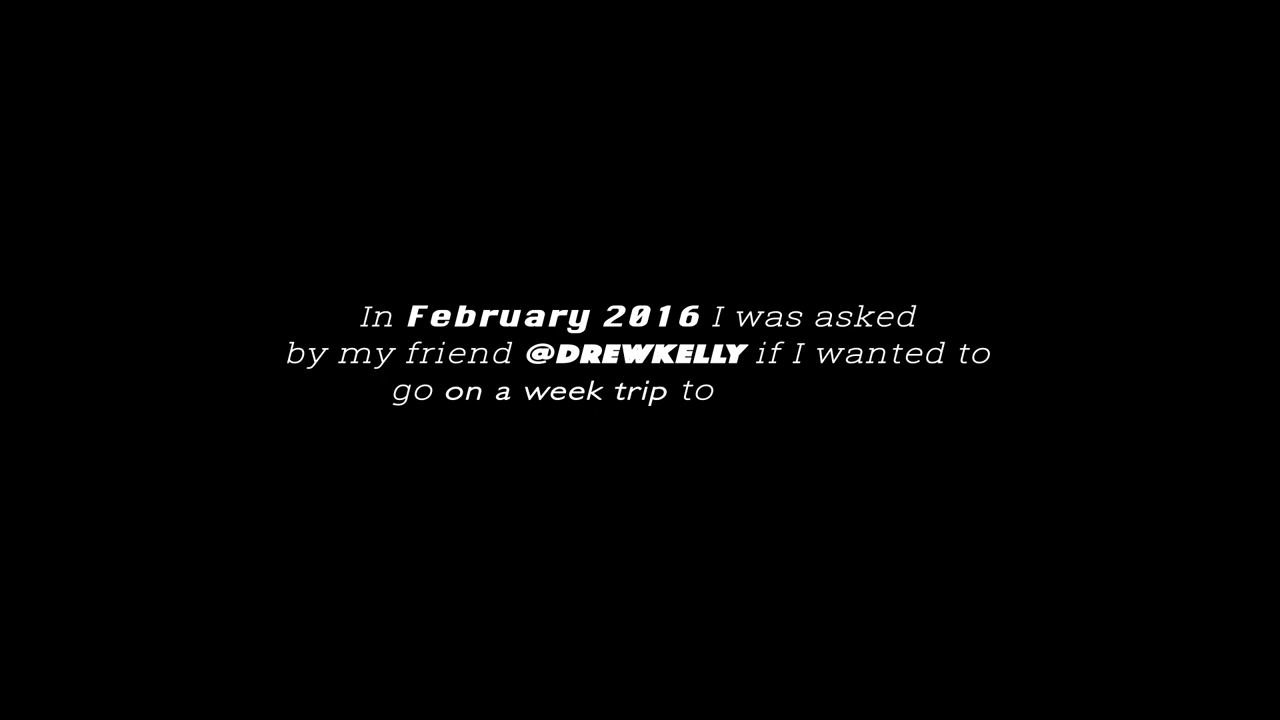 In February 2016 I was asked
by my friend @DREWKELLY if I wanted to
go on a week trip to